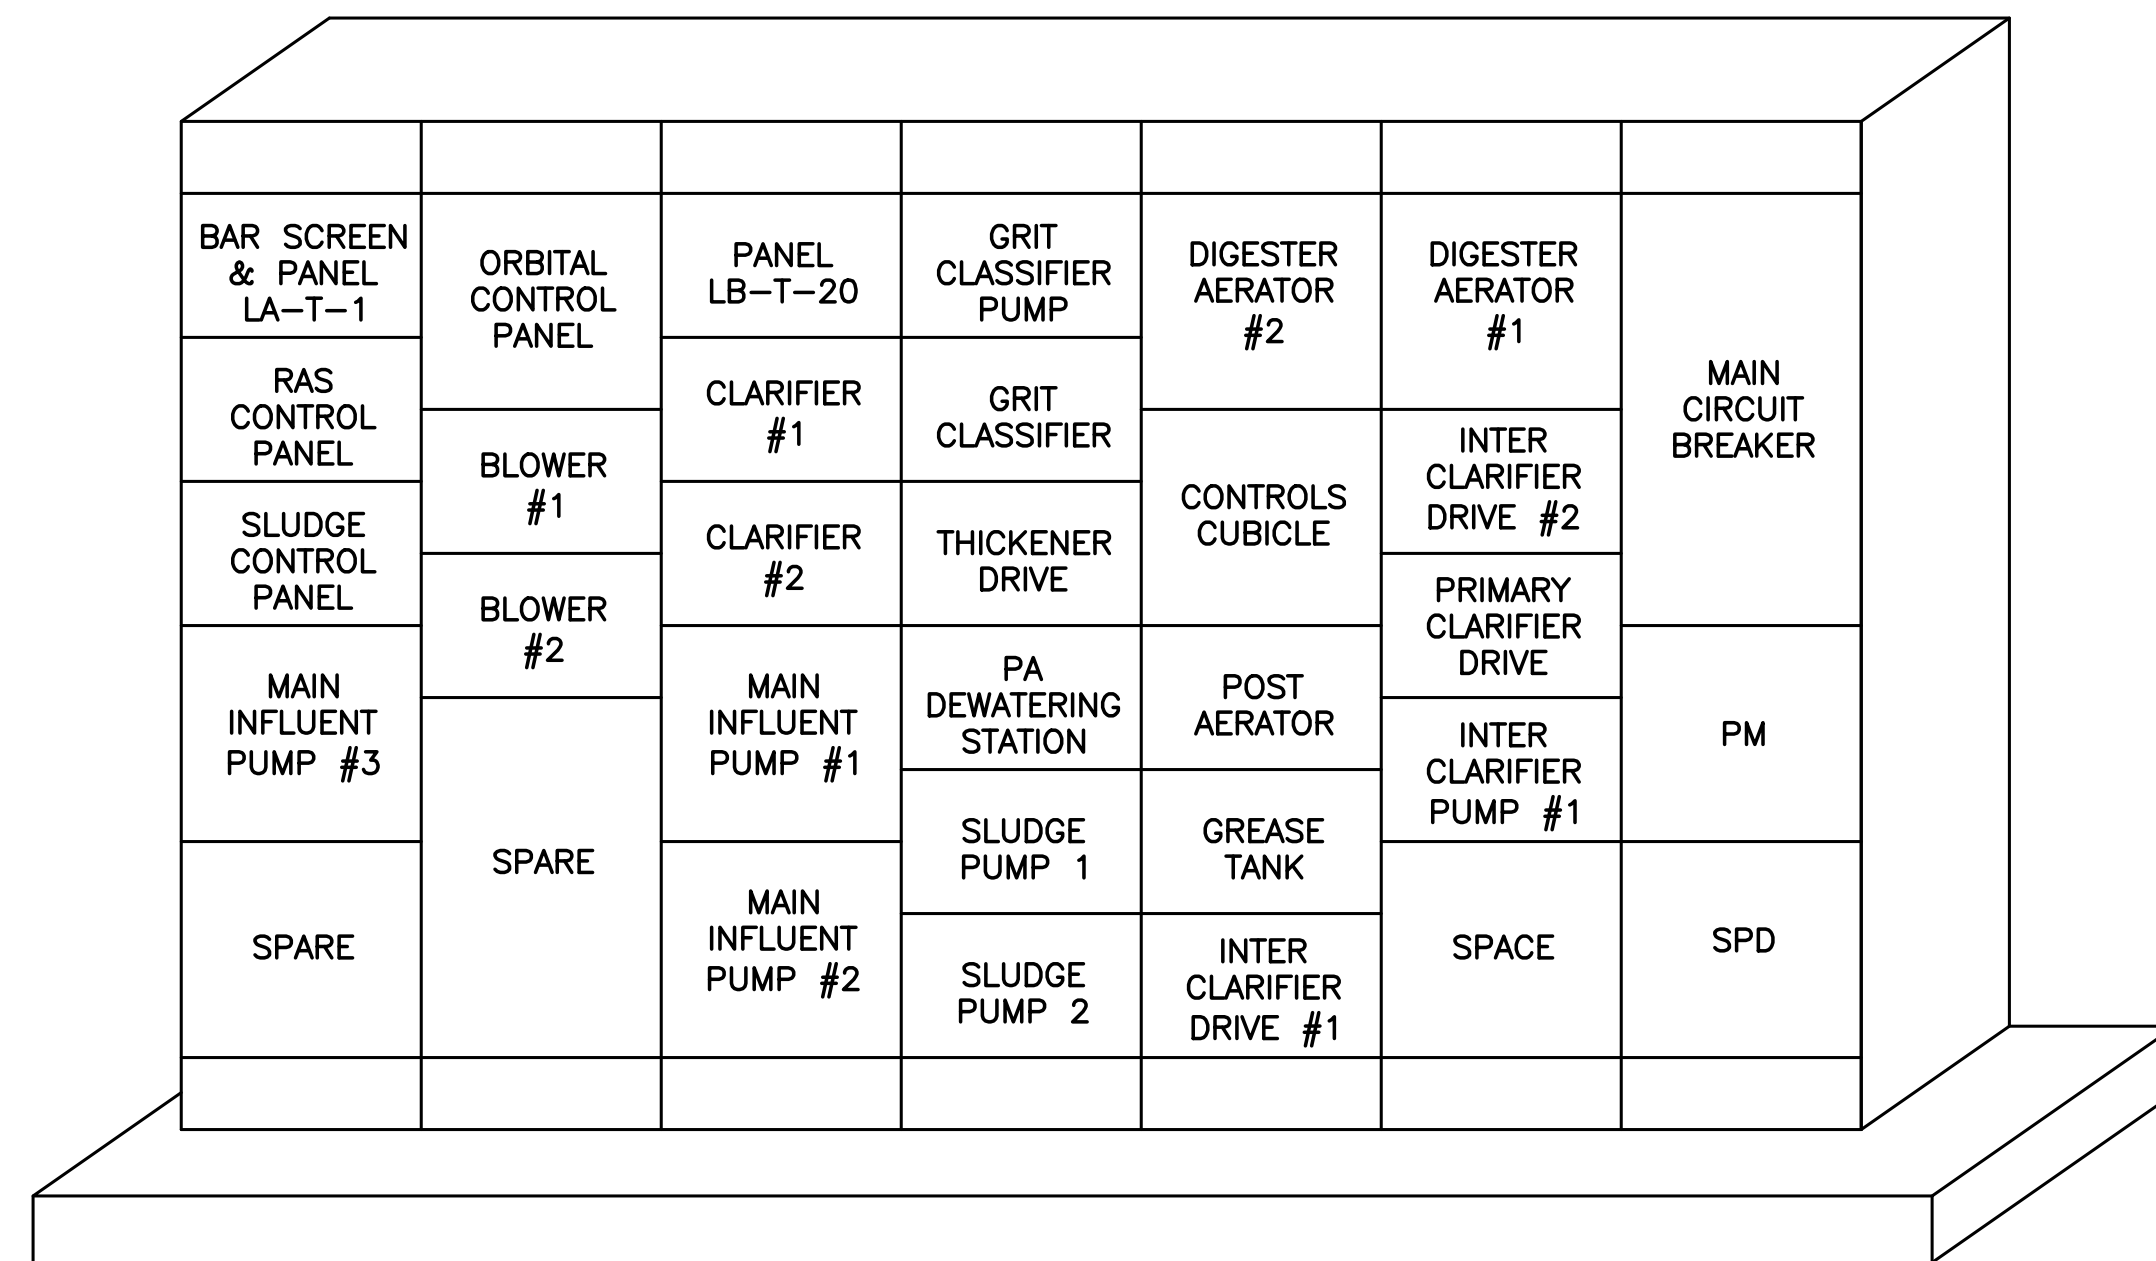 BAR SCREEN
& PANEL
LA-T-1
RAS
CONTROL
PANEL
SLUDGE
CONTROL
PANEL
MAIN
INFLUENT
PUMP #3
SPARE
ORBITAL
CONTROL
PANEL
BLOWER
#1
BLOWER
#2
SPARE
PANEL
LB-T-20
CLARIFIER
#1
CLARIFIER
#2
MAIN
INFLUENT
PUMP #1
MAIN
INFLUENT
PUMP #2
GRIT
CLASSIFIER
PUMP
GRIT
CLASSIFIER
THICKENER
DRIVE
PA
DEWATERING
STATION
SLUDGE
PUMP 1
SLUDGE
PUMP 2
DIGESTER
AERATOR
#2
CONTROLS
CUBICLE
POST
AERATOR
GREASE
TANK
INTER
CLARIFIER
DRIVE #1
DIGESTER
AERATOR
#1
INTER
CLARIFIER
DRIVE #2
PRIMARY
CLARIFIER
DRIVE
INTER
CLARIFIER
PUMP #1
SPACE
MAIN
CIRCUIT
BREAKER
PM
SPD